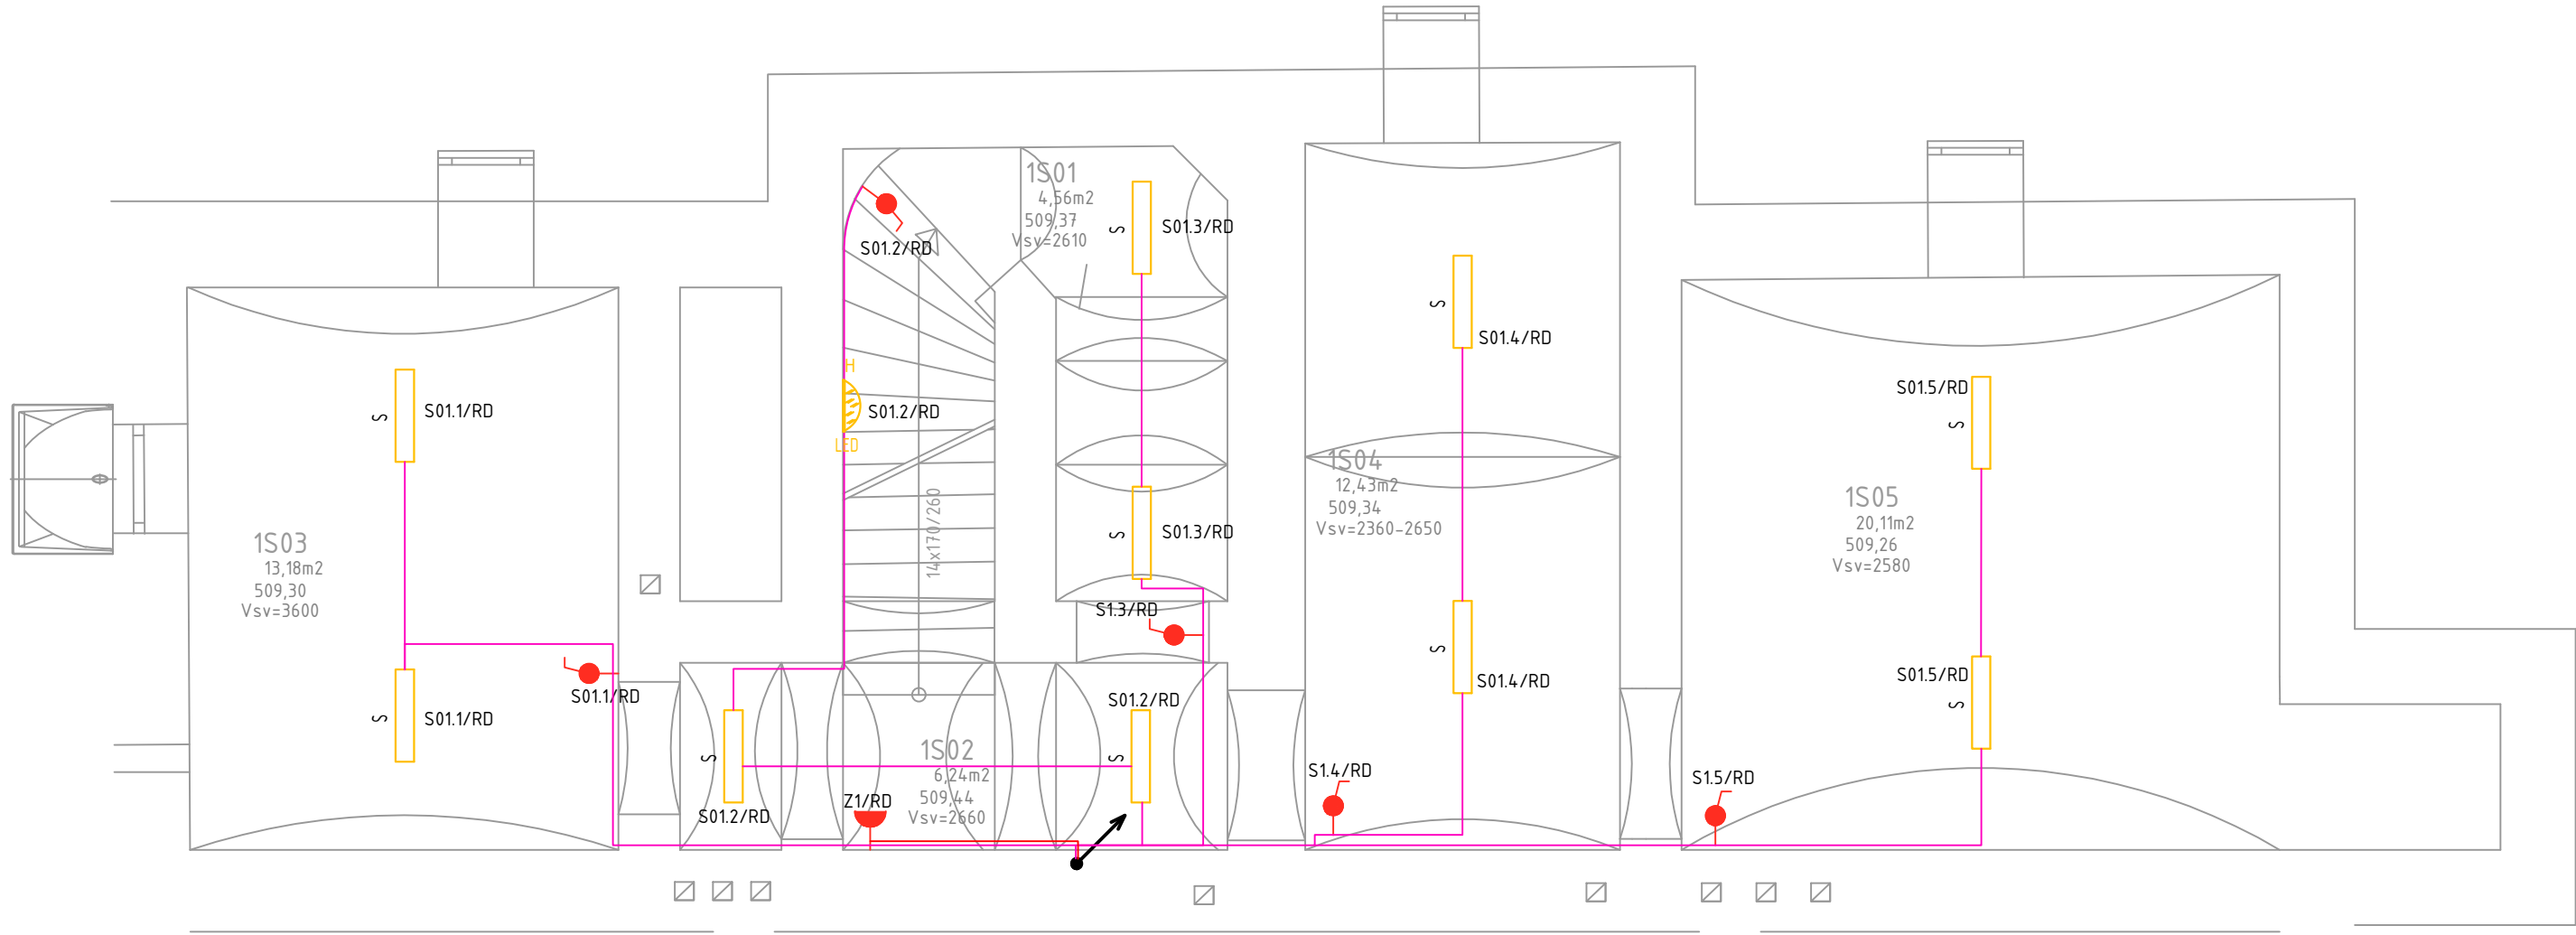 1S01
4,56m2
509,37
Vsv=2610
S01.3/RD
S
S01.2/RD
S
S01.4/RD
H
S01.2/RD
LED
S
S01.1/RD
S01.5/RD
S
1S04
12,43m2
509,34
Vsv=2360-2650
14x170/260
S
S01.3/RD
1S05
20,11m2
509,26
Vsv=2580
1S03
13,18m2
509,30
Vsv=3600
S1.3/RD
S
S01.4/RD
S01.5/RD
S
S01.1/RD
S
S01.1/RD
S01.2/RD
S
S
S01.2/RD
1S02
6,24m2
509,44
Vsv=2660
Z1/RD
S1.4/RD
S1.5/RD